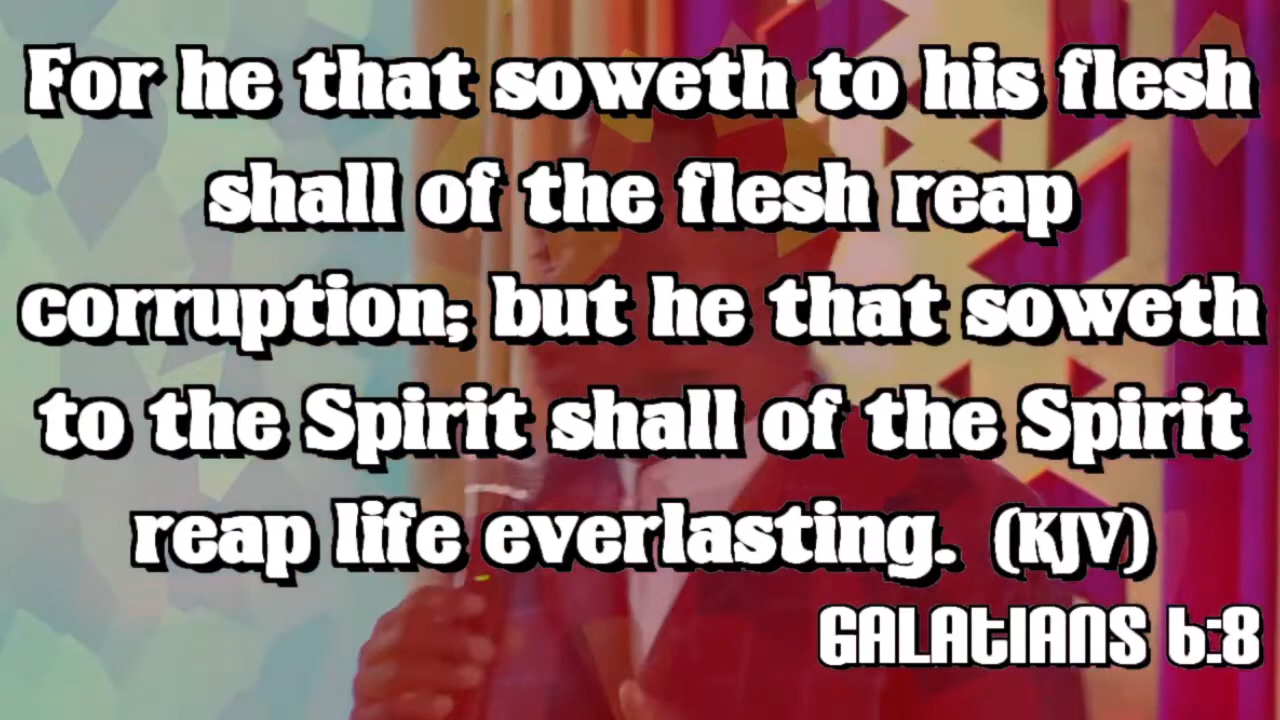 For he that soweth to his flesh
shall of the flesh reap
corruption; but he that soweth
to the Spirit shall of the Spirit
reap life everlasting. (KJV)
GALATIANS 6:8